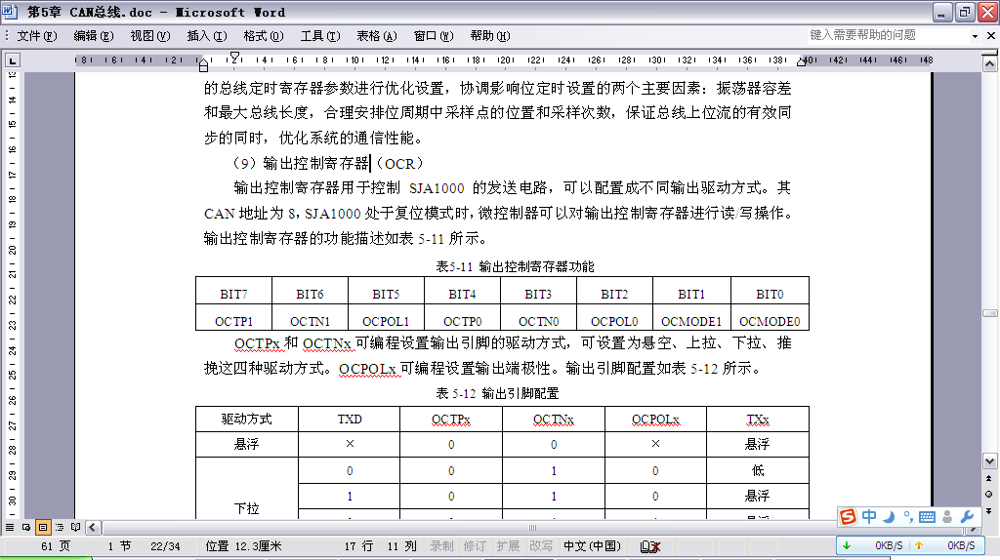 第5章 CAN总线.doc - Microsoft Word
文件(F) 编辑(E) 视图(V) 插入(I) 格式(O) 工具(T) 表格(A) 窗口(W) 帮助(H) 键入需要帮助的问题
的总线定时寄存器参数进行优化设置，协调影响位定时设置的两个主要因素：振荡器容差
和最大总线长度，合理安排位周期中采样点的位置和采样次数，保证总线上位流的有效同
步的同时，优化系统的通信性能。
（9）输出控制寄存器（OCR）
输出控制寄存器用于控制 SJA1000 的发送电路，可以配置成不同输出驱动方式。其
CAN 地址为 8，SJA1000 处于复位模式时，微控制器可以对输出控制寄存器进行读/写操作。
输出控制寄存器的功能描述如表 5-11 所示。
表5-11 输出控制寄存器功能
BIT7 BIT6 BIT5 BIT4 BIT3 BIT2 BIT1 BIT0
OCTP1 OCTN1 OCPOL1 OCTP0 OCTN0 OCPOL0 OCMODE1 OCMODE0
OCTPx 和 OCTNx 可编程设置输出引脚的驱动方式，可设置为悬空、上拉、下拉、推
挽这四种驱动方式。OCPOLx 可编程设置输出端极性。输出引脚配置如表 5-12 所示。
表 5-12 输出引脚配置
驱动方式 TXD OCTPx OCTNx OCPOLx TXx
悬浮 × 0 0 × 悬浮
0 0 1 0 低
1 0 1 0 悬浮
下拉
中
61 页 1 节 22/34 位置 12.3厘米 17 行 11 列 录制 修订 扩展 改写 中文(中国) 0KB/S 0KB/S